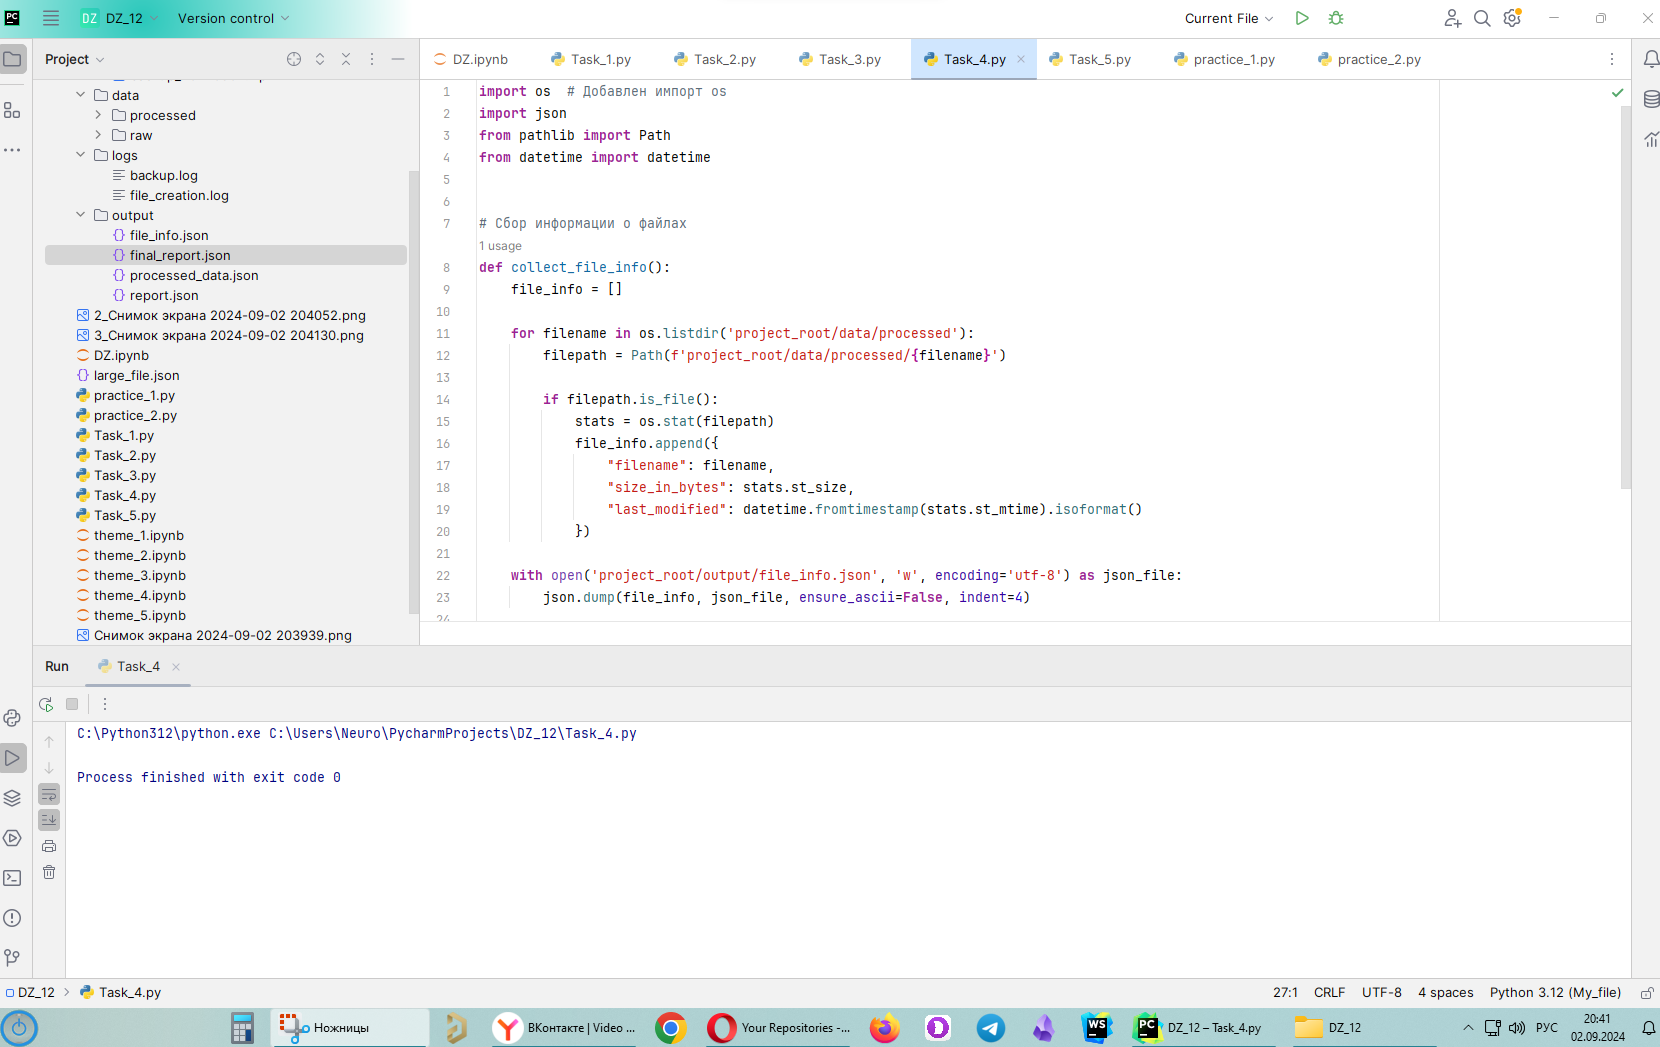 PC DZ DZ_12 Version control Current File
Project
DZ.ipynb Task_1.py Task_2.py Task_3.py Task_4.py Task_5.py practice_1.py practice_2.py
data
processed
raw
logs
backup.log
file_creation.log
output
file_info.json
final_report.json
processed_data.json
report.json
2_Снимок экрана 2024-09-02 204052.png
3_Снимок экрана 2024-09-02 204130.png
DZ.ipynb
large_file.json
practice_1.py
practice_2.py
Task_1.py
Task_2.py
Task_3.py
Task_4.py
Task_5.py
theme_1.ipynb
theme_2.ipynb
theme_3.ipynb
theme_4.ipynb
theme_5.ipynb
Снимок экрана 2024-09-02 203939.png
1 import os  # Добавлен импорт os
2 import json
3 from pathlib import Path
4 from datetime import datetime
5
6
7 # Сбор информации о файлах
1 usage
8 def collect_file_info():
9     file_info = []
10
11     for filename in os.listdir('project_root/data/processed'):
12         filepath = Path(f'project_root/data/processed/{filename}')
13
14         if filepath.is_file():
15             stats = os.stat(filepath)
16             file_info.append({
17                 "filename": filename,
18                 "size_in_bytes": stats.st_size,
19                 "last_modified": datetime.fromtimestamp(stats.st_mtime).isoformat()
20             })
21
22     with open('project_root/output/file_info.json', 'w', encoding='utf-8') as json_file:
23         json.dump(file_info, json_file, ensure_ascii=False, indent=4)
24
Run Task_4
C:\Python312\python.exe C:\Users\Neuro\PycharmProjects\DZ_12\Task_4.py
Process finished with exit code 0
DZ_12 Task_4.py 27:1 CRLF UTF-8 4 spaces Python 3.12 (My_file)
Ножницы ВКонтакте | Video ... Your Repositories -... WS PC DZ_12 – Task_4.py DZ_12 РУС 20:41
02.09.2024